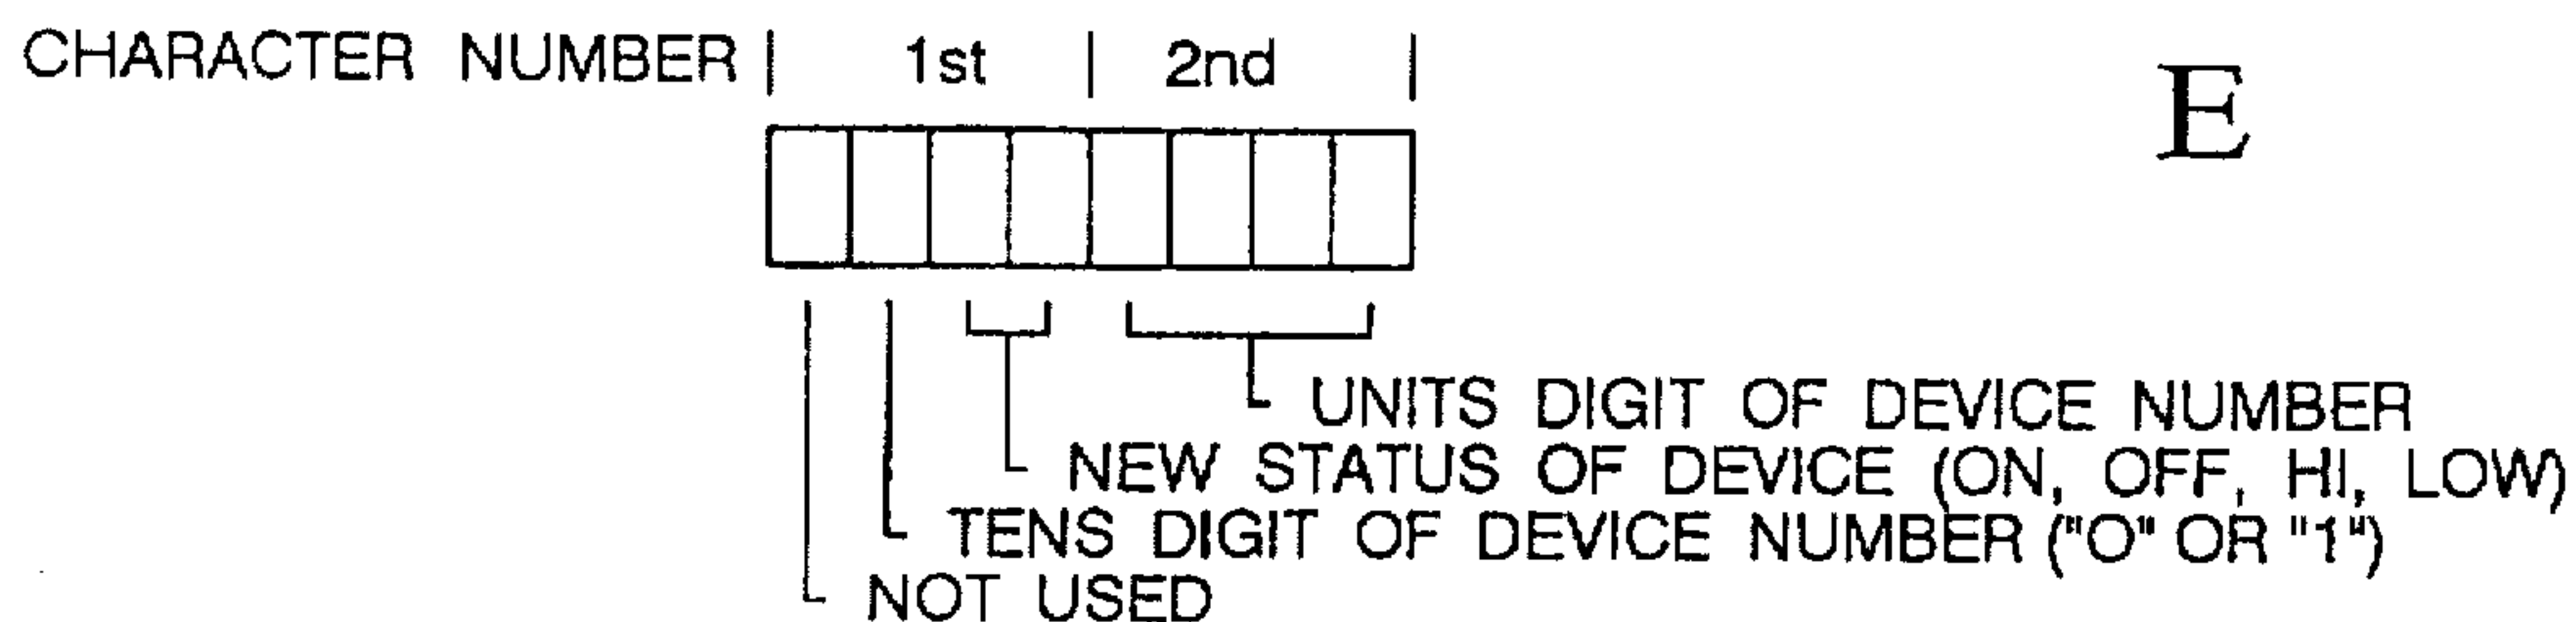 CHARACTER NUMBER | 1st | 2nd |
E
UNITS DIGIT OF DEVICE NUMBER
NEW STATUS OF DEVICE (ON, OFF, HI, LOW)
TENS DIGIT OF DEVICE NUMBER ("O" OR "1")
NOT USED